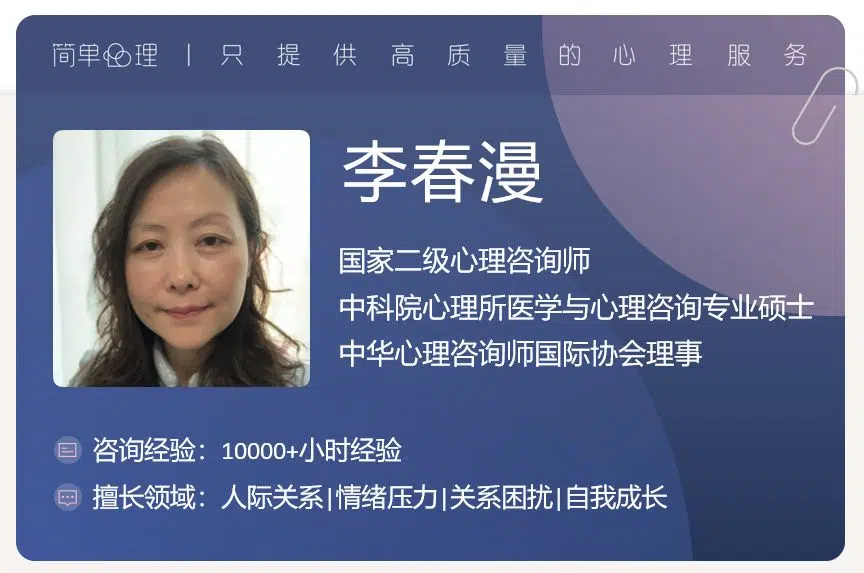 简单心理 | 只提供高质量的心理服务
李春漫
国家二级心理咨询师
中科院心理所医学与心理咨询专业硕士
中华心理咨询师国际协会理事
咨询经验：10000+小时经验
擅长领域：人际关系|情绪压力|关系困扰|自我成长